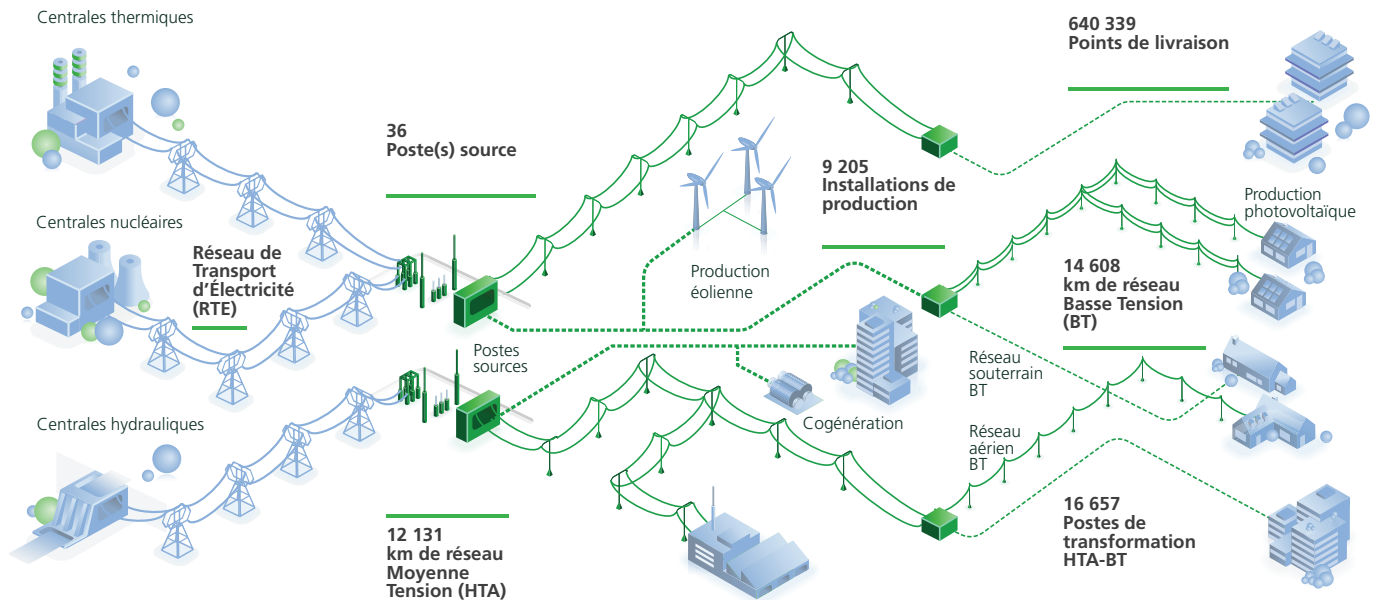 Centrales thermiques
640 339
Points de livraison
36
Poste(s) source
9 205
Installations de
production
Production
photovoltaïque
Centrales nucléaires
Réseau de
Transport
d’Électricité
(RTE)
Production
éolienne
14 608
km de réseau
Basse Tension
(BT)
Postes
sources
Réseau
souterrain
BT
Centrales hydrauliques
Cogénération
Réseau
aérien
BT
12 131
km de réseau
Moyenne
Tension (HTA)
16 657
Postes de
transformation
HTA-BT